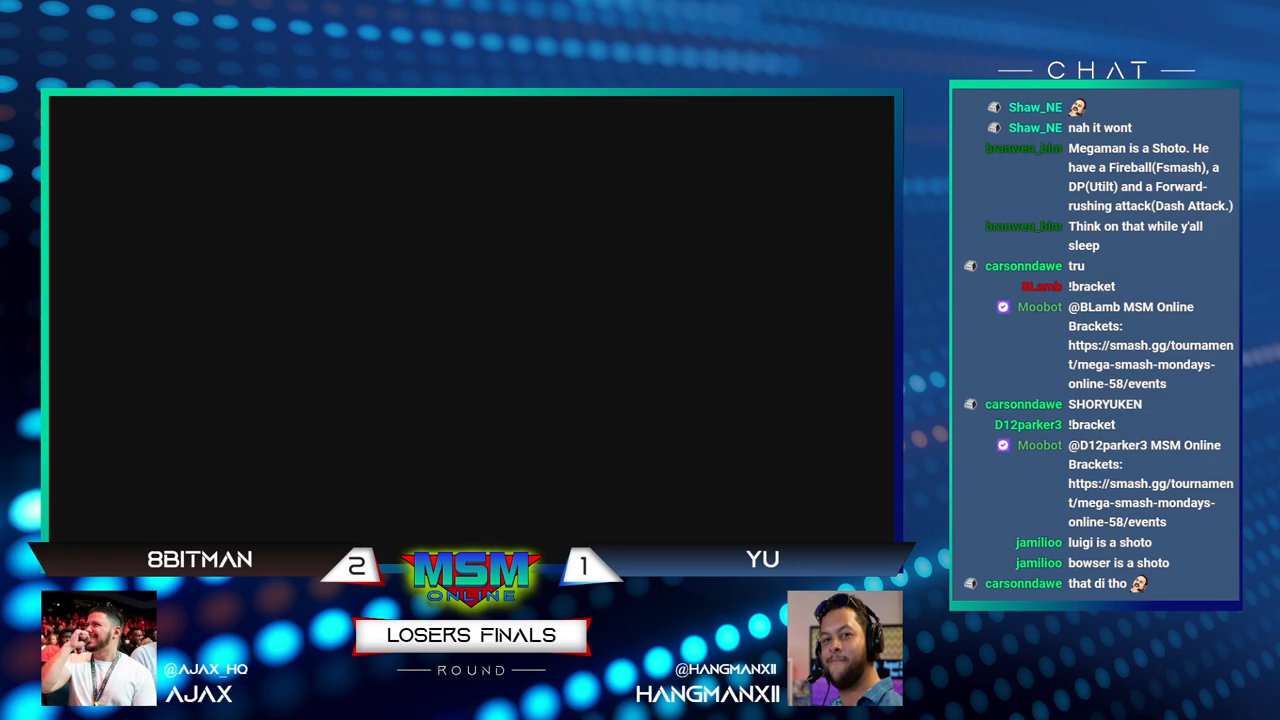 CHAT
Shaw_NE
Shaw_NE nah it wont
branwen_blm Megaman is a Shoto. He
have a Fireball(Fsmash), a
DP(Utilt) and a Forward-
rushing attack(Dash Attack.)
branwen_blm Think on that while y'all
sleep
carsonndawe tru
BLamb !bracket
Moobot @BLamb MSM Online
Brackets:
https://smash.gg/tournamen
t/mega-smash-mondays-
online-58/events
carsonndawe SHORYUKEN
D12parker3 !bracket
Moobot @D12parker3 MSM Online
Brackets:
https://smash.gg/tournamen
t/mega-smash-mondays-
online-58/events
jamilioo luigi is a shoto
jamilioo bowser is a shoto
carsonndawe that di tho
8BITMAN 2 MSM 1 YU
ONLINE
LOSERS FINALS
ROUND
@AJAX_HQ
AJAX
@HANGMANXII
HANGMANXII